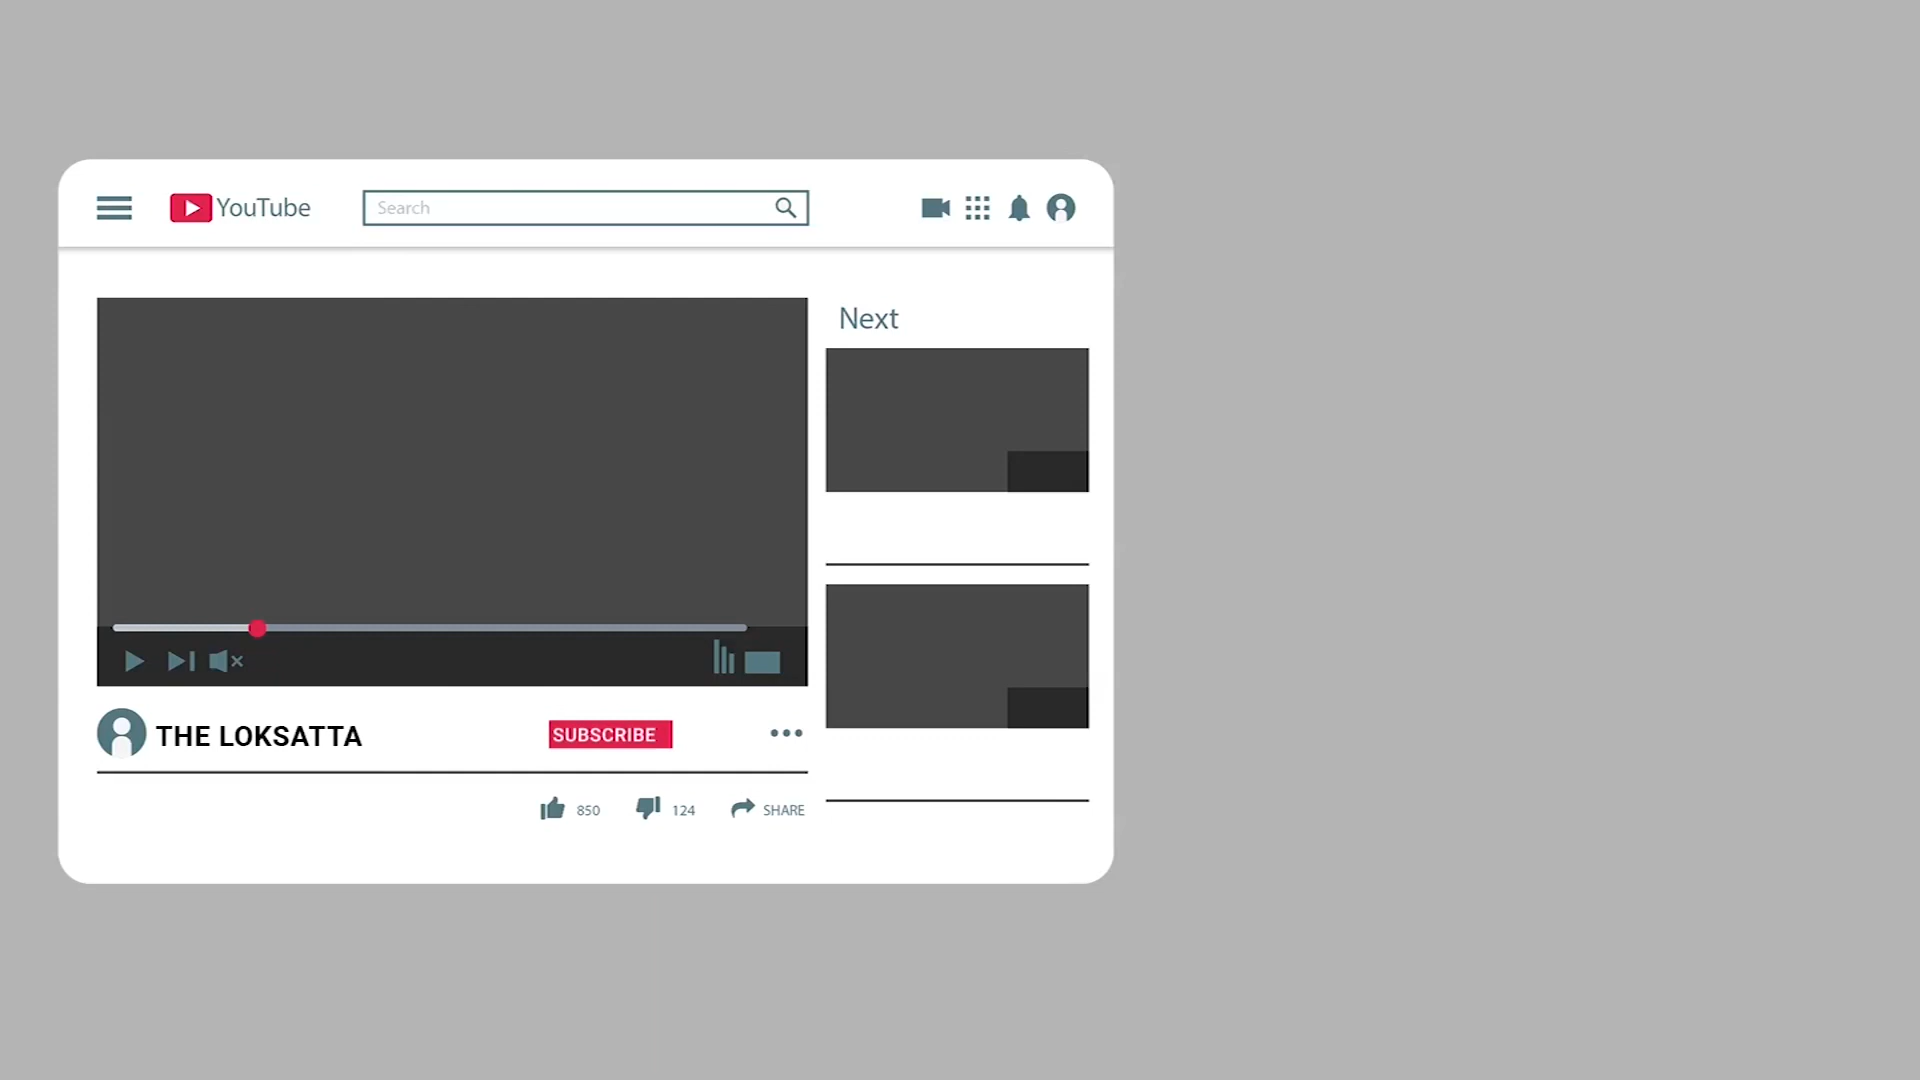 YouTube
Search
Next
THE LOKSATTA
SUBSCRIBE
850
124
SHARE